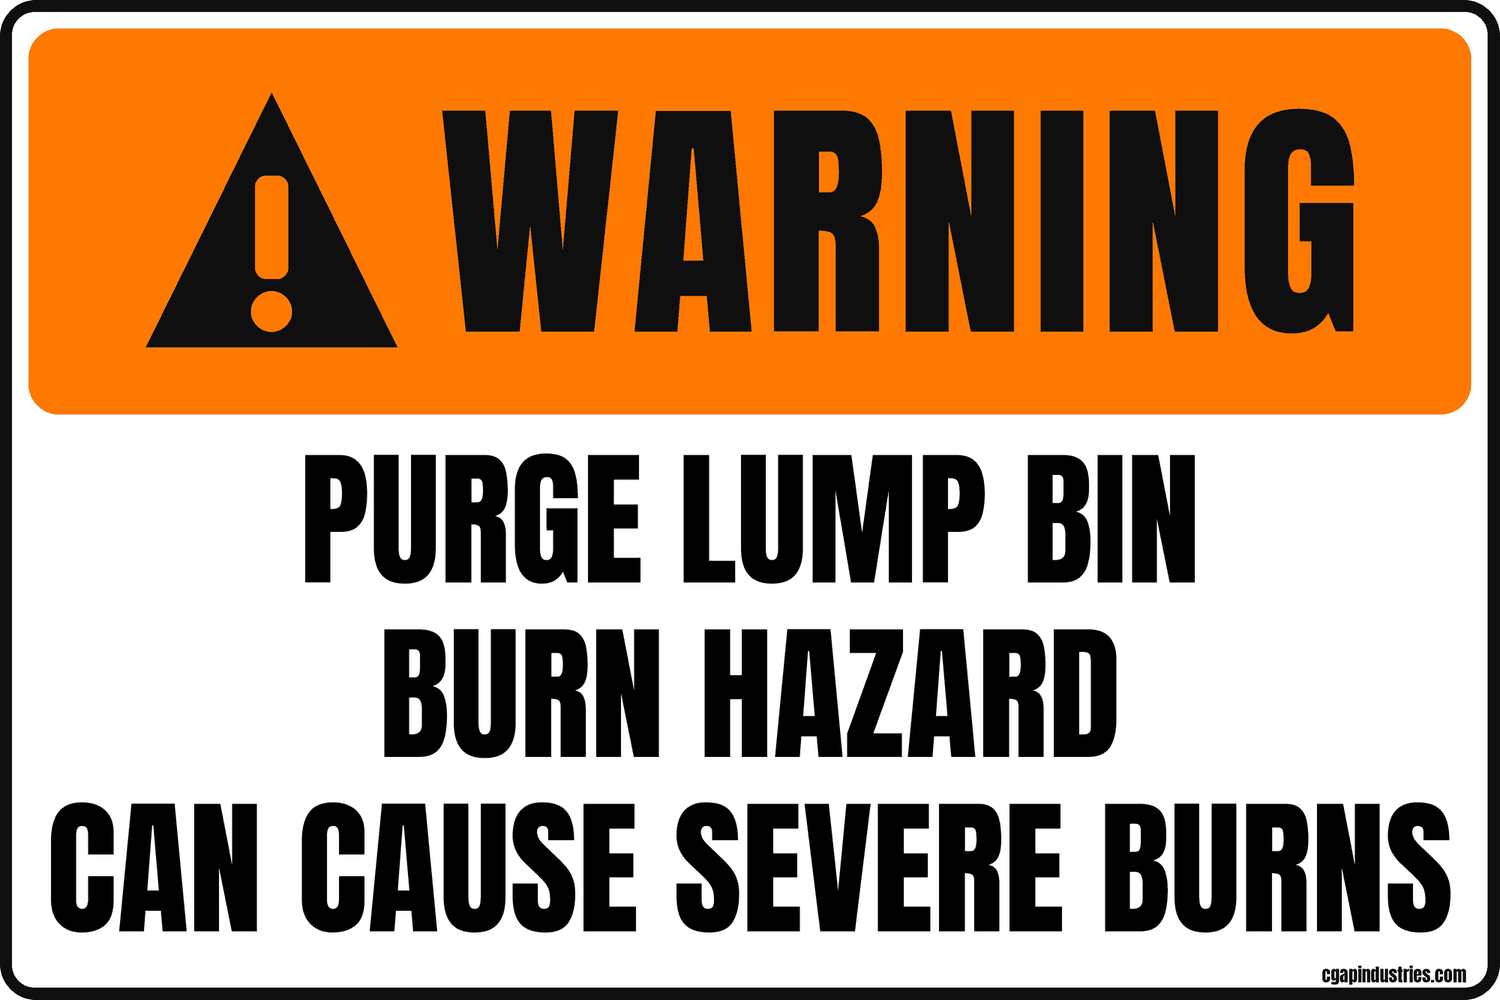 WARNING
PURGE LUMP BIN
BURN HAZARD
CAN CAUSE SEVERE BURNS
cgapindustries.com